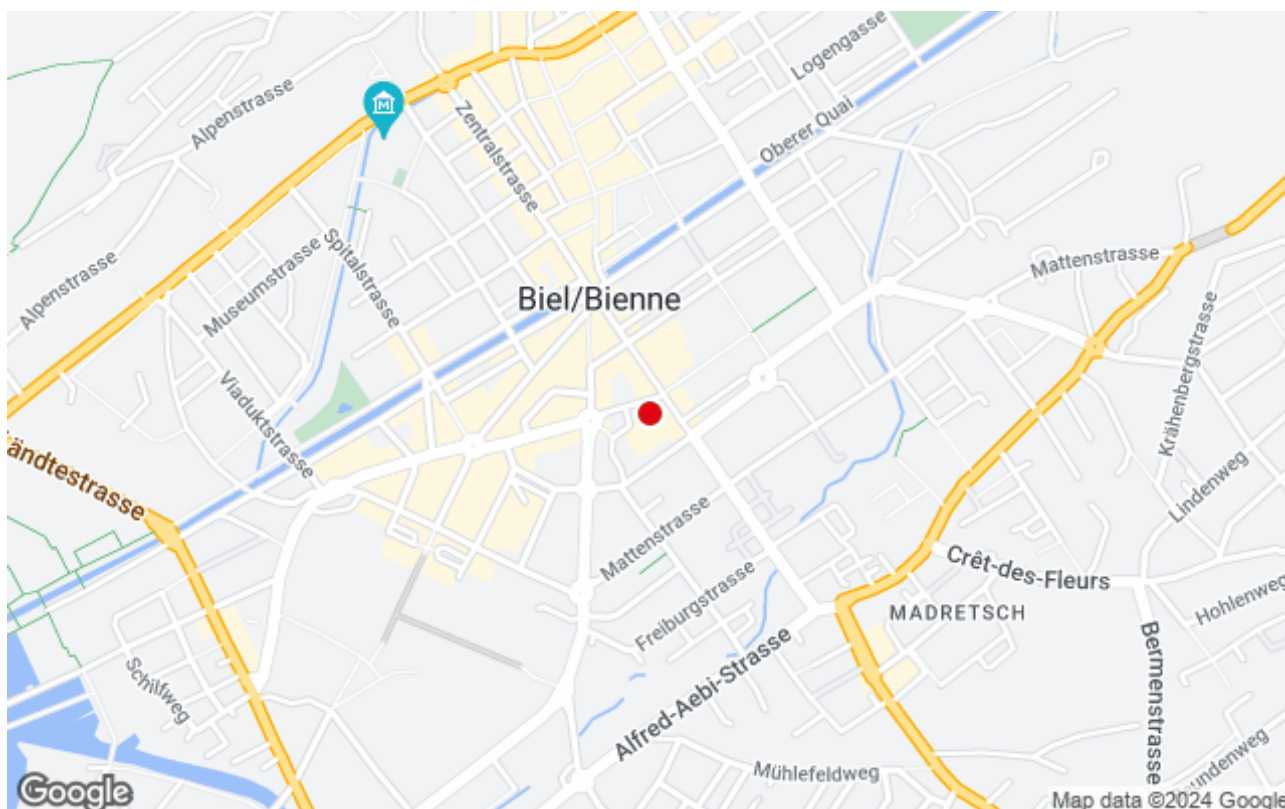 Logengasse
Alpenstrasse
Zentralstrasse
Oberer Quai
Spitalstrasse
Museumstrasse
Alpenstrasse
Mattenstrasse
Biel/Bienne
Krähenbergstrasse
Viaduktstrasse
ändtestrasse
Lindenweg
Mattenstrasse
Crêt-des-Fleurs
Freiburgstrasse
MADRETSCH
Hohlenweg
Schilfweg
Alfred-Aebi-Strasse
Bermenstrasse
Mühlefeldweg
undenweg
Google
Map data ©2024 Google